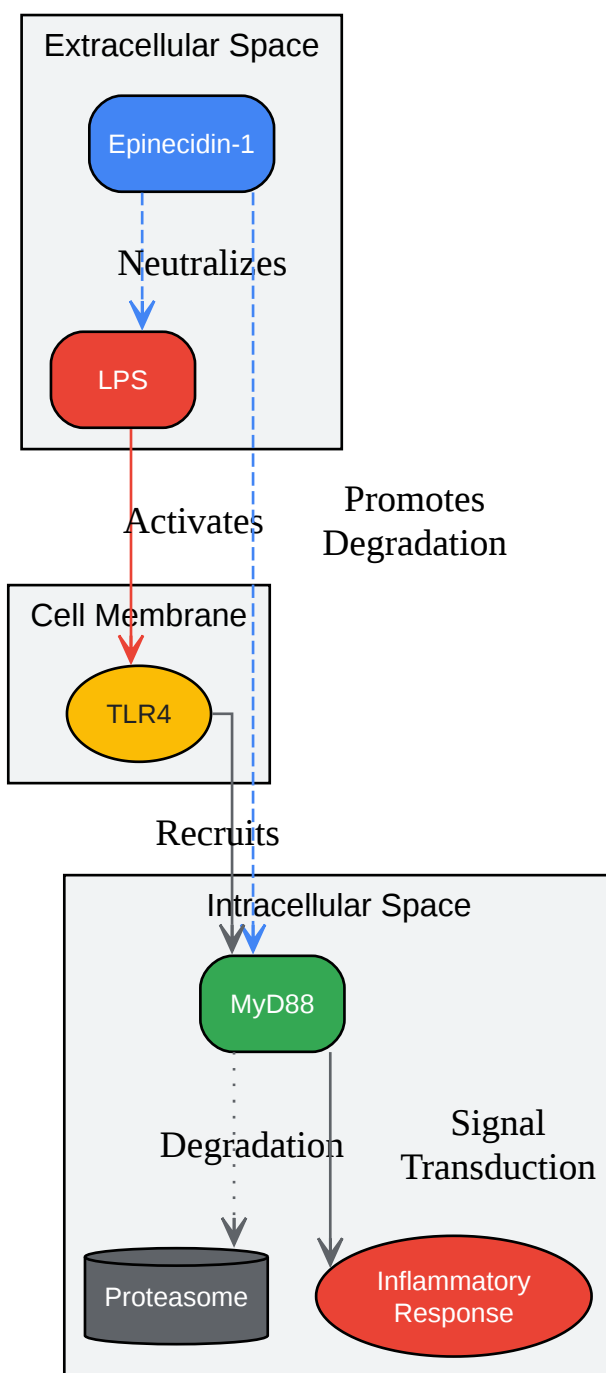 Extracellular Space
Epinecidin-1
Neutralizes
LPS
Activates
Promotes
Degradation
Cell Membrane
TLR4
Recruits
Intracellular Space
MyD88
Degradation
Signal
Transduction
Proteasome
Inflammatory
Response